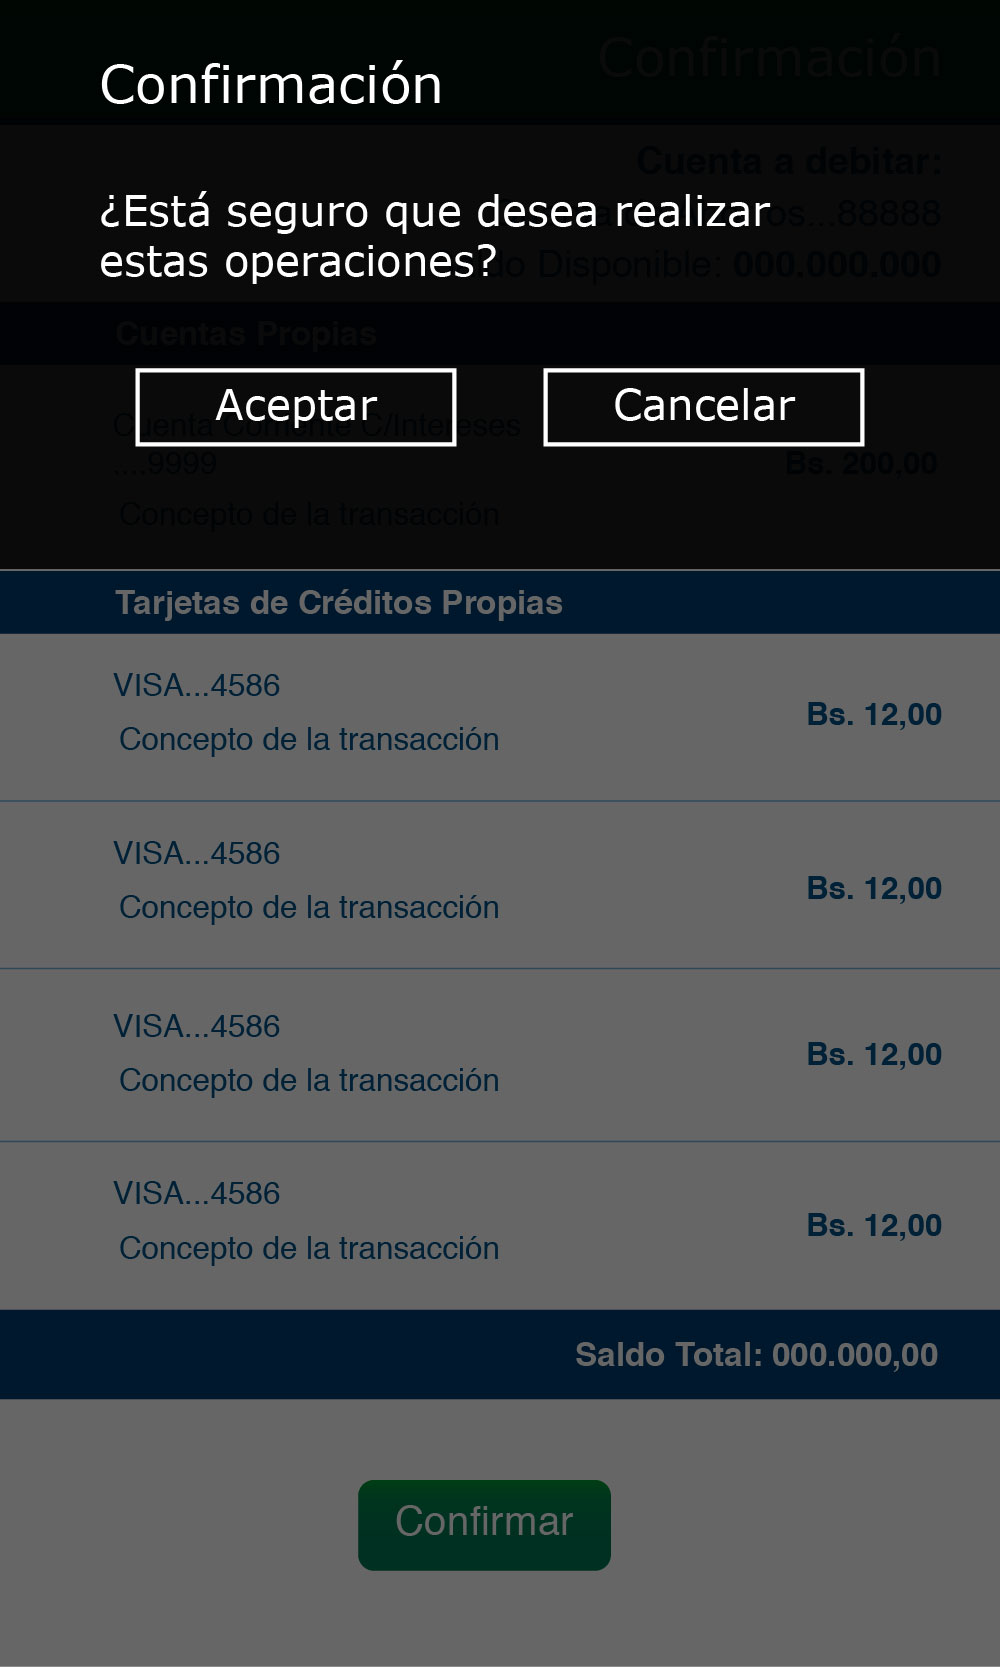 Confirmación
Confirmación
Cuenta a debitar:
¿Está seguro que desea realizar
os...88888
estas operaciones?
Disponible: 000.000.000
Cuentas Propias
Aceptar
Cancelar
Cuenta Corriente C/Intereses
....9999
Bs. 200,00
Concepto de la transacción
Tarjetas de Créditos Propias
VISA...4586
Bs. 12,00
Concepto de la transacción
VISA...4586
Bs. 12,00
Concepto de la transacción
VISA...4586
Bs. 12,00
Concepto de la transacción
VISA...4586
Bs. 12,00
Concepto de la transacción
Saldo Total: 000.000,00
Confirmar